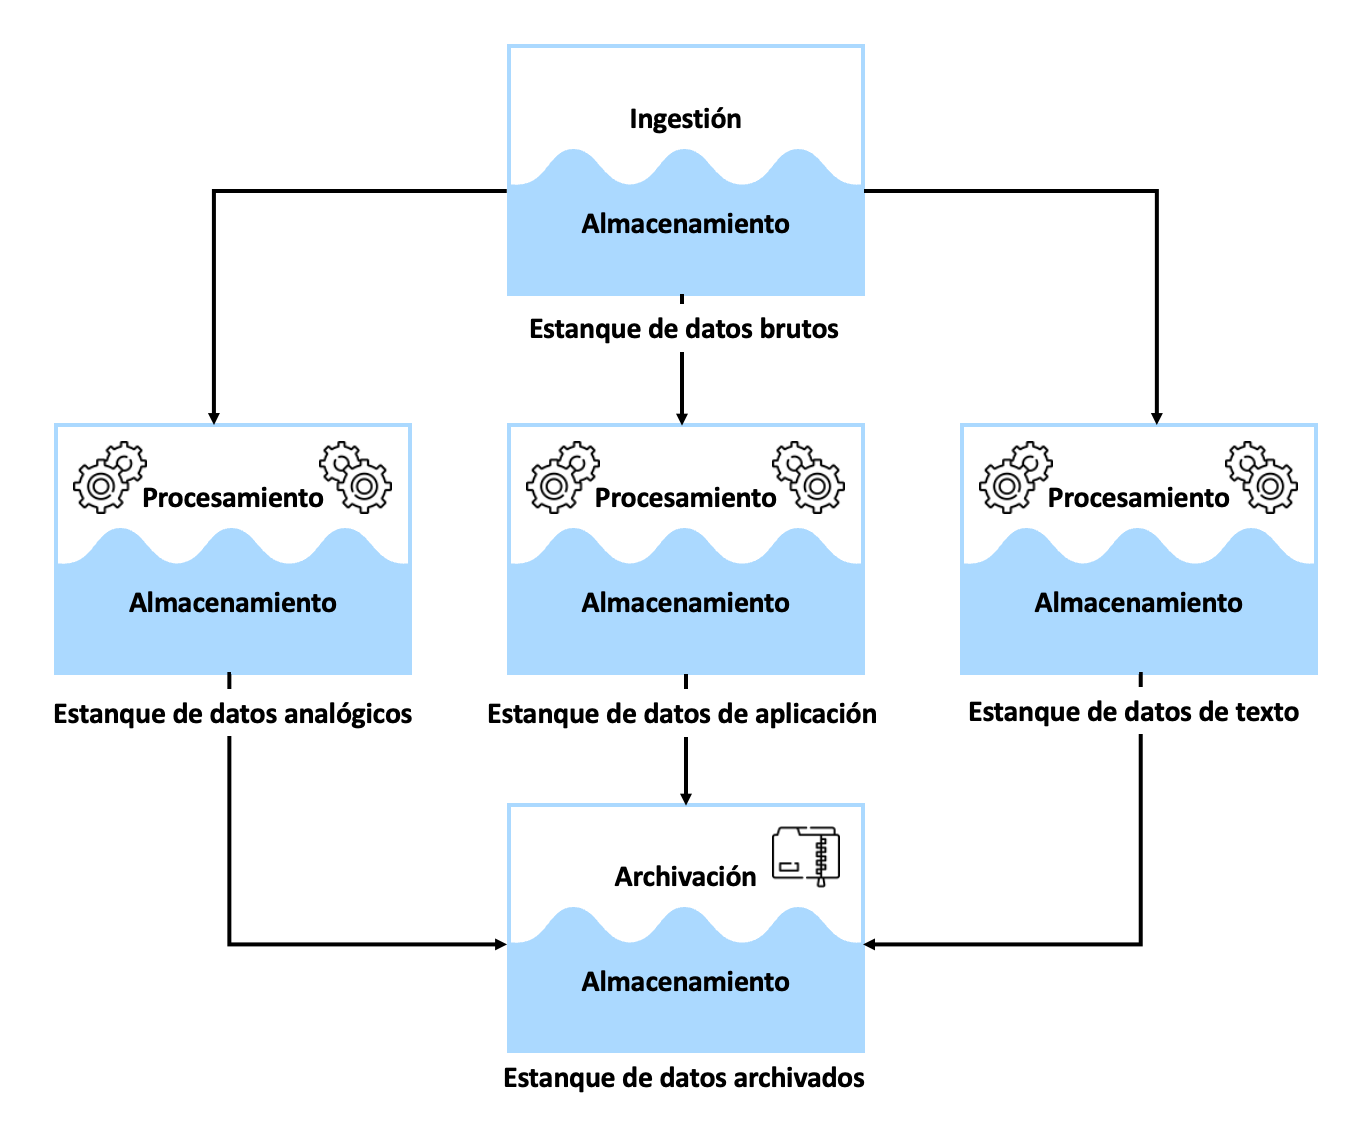 Ingestión
Almacenamiento
Estanque de datos brutos
Procesamiento
Almacenamiento
Estanque de datos analógicos
Procesamiento
Almacenamiento
Estanque de datos de aplicación
Procesamiento
Almacenamiento
Estanque de datos de texto
Archivación
Almacenamiento
Estanque de datos archivados